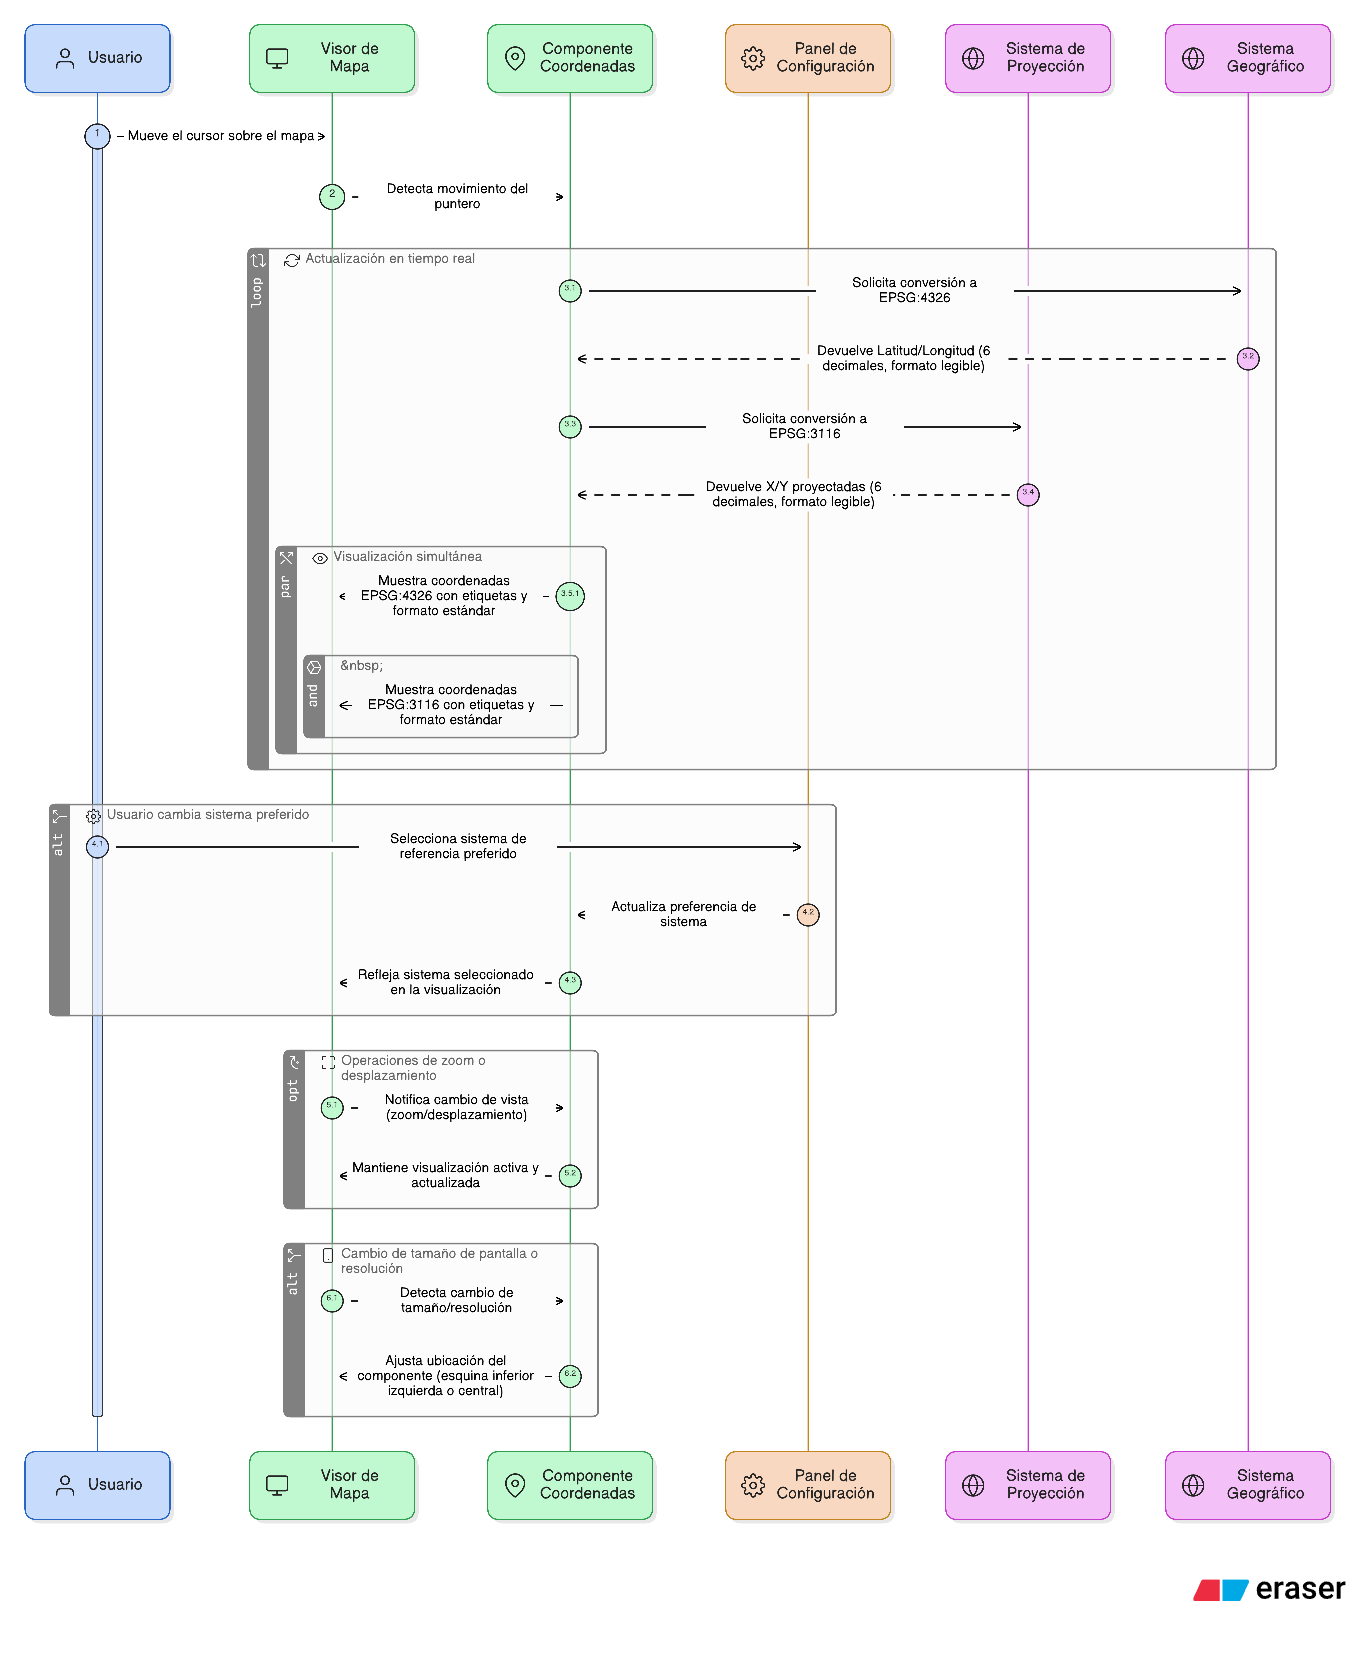 Usuario
Visor de
Mapa
Componente
Coordenadas
Panel de
Configuración
Sistema de
Proyección
Sistema
Geográfico
1
Mueve el cursor sobre el mapa
2
Detecta movimiento del
puntero
loop
Actualización en tiempo real
3.1
Solicita conversión a
EPSG:4326
Devuelve Latitud/Longitud (6
decimales, formato legible)
3.2
3.3
Solicita conversión a
EPSG:3116
Devuelve X/Y proyectadas (6
decimales, formato legible)
3.4
par
Visualización simultánea
Muestra coordenadas
EPSG:4326 con etiquetas y
formato estándar
3.5.1
and
&nbsp;
Muestra coordenadas
EPSG:3116 con etiquetas y
formato estándar
alt
Usuario cambia sistema preferido
4.1
Selecciona sistema de
referencia preferido
Actualiza preferencia de
sistema
4.2
Refleja sistema seleccionado
en la visualización
4.3
opt
Operaciones de zoom o
desplazamiento
5.1
Notifica cambio de vista
(zoom/desplazamiento)
Mantiene visualización activa y
actualizada
5.2
alt
Cambio de tamaño de pantalla o
resolución
6.1
Detecta cambio de
tamaño/resolución
Ajusta ubicación del
componente (esquina inferior
izquierda o central)
6.2
Usuario
Visor de
Mapa
Componente
Coordenadas
Panel de
Configuración
Sistema de
Proyección
Sistema
Geográfico
eraser